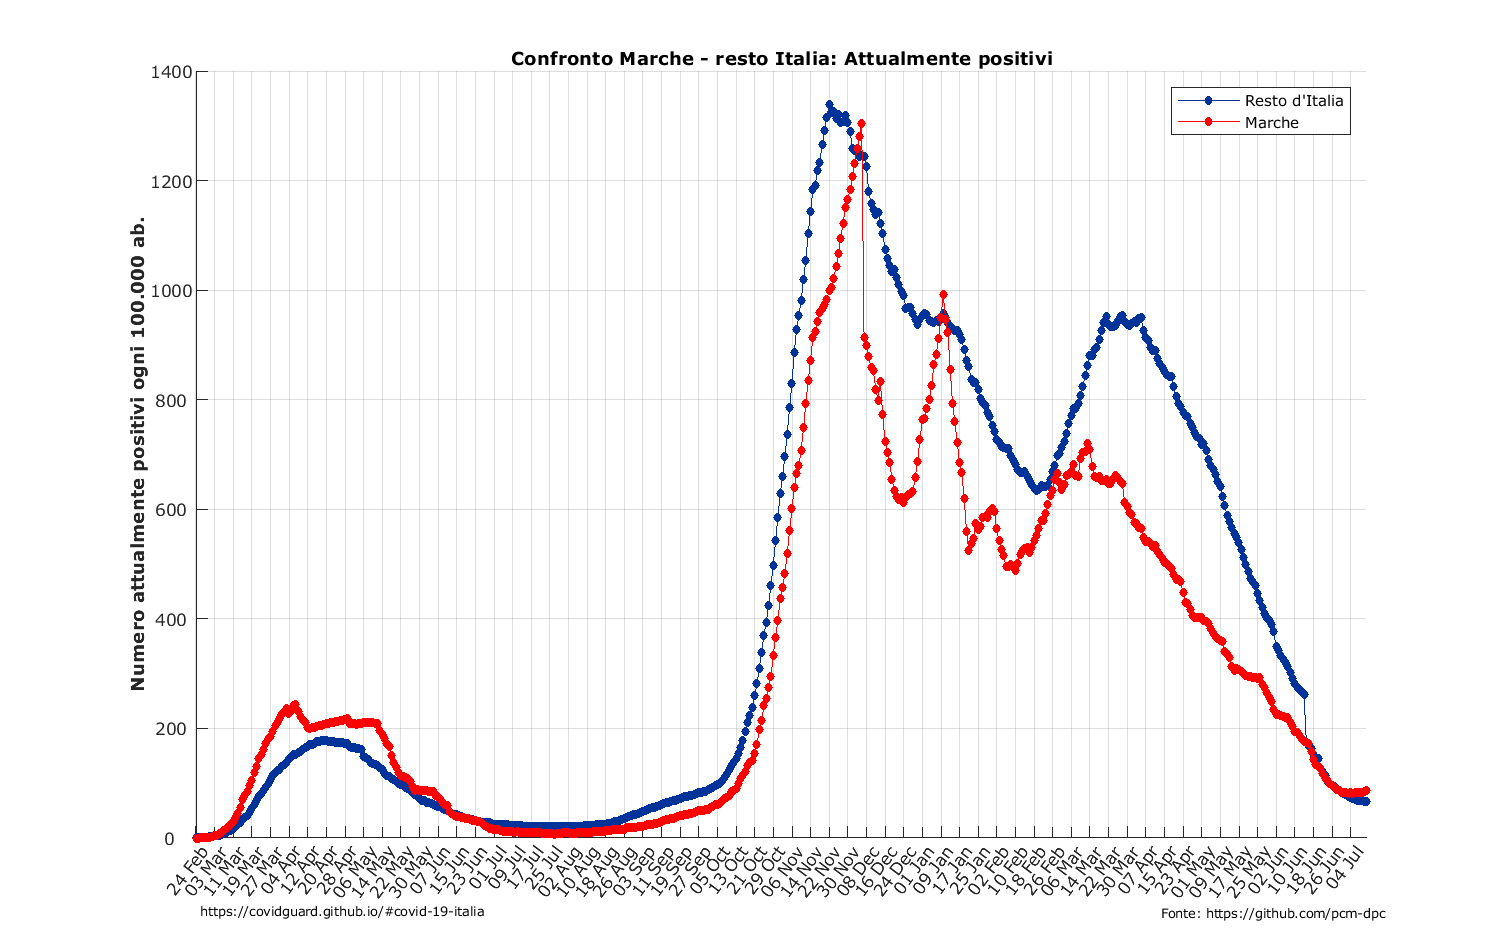 Confronto Marche - resto Italia: Attualmente positivi
Numero attualmente positivi ogni 100.000 ab.
1400
1200
1000
800
600
400
200
0
Resto d'Italia
Marche
24 Feb
03 Mar
11 Mar
19 Mar
27 Mar
04 Apr
12 Apr
20 Apr
28 Apr
06 May
14 May
22 May
30 May
07 Jun
15 Jun
23 Jun
01 Jul
09 Jul
17 Jul
25 Jul
02 Aug
10 Aug
18 Aug
26 Aug
03 Sep
11 Sep
19 Sep
27 Sep
05 Oct
13 Oct
21 Oct
29 Oct
06 Nov
14 Nov
22 Nov
30 Nov
08 Dec
16 Dec
24 Dec
01 Jan
09 Jan
17 Jan
25 Jan
02 Feb
10 Feb
18 Feb
26 Feb
06 Mar
14 Mar
22 Mar
30 Mar
07 Apr
15 Apr
23 Apr
01 May
09 May
17 May
25 May
02 Jun
10 Jun
18 Jun
26 Jun
04 Jul
https://covidguard.github.io/#covid-19-italia
Fonte: https://github.com/pcm-dpc